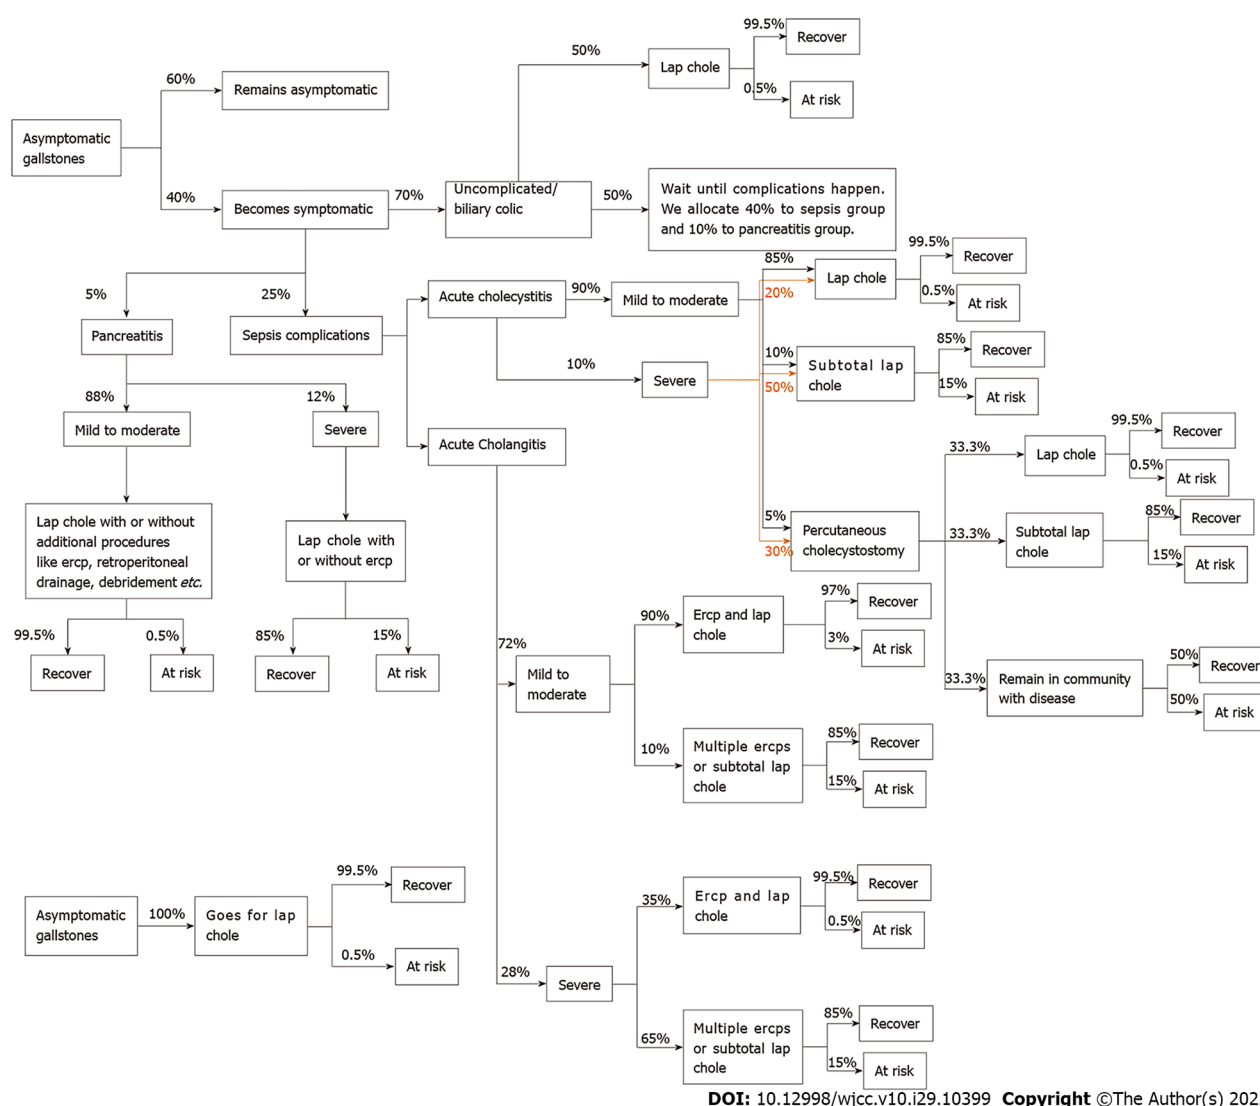 99.5%
Recover
50%
Lap chole
0.5%
At risk
60%
Remains asymptomatic
Asymptomatic
gallstones
40%
Becomes symptomatic
70%
Uncomplicated/
biliary colic
50%
Wait until complications happen.
We allocate 40% to sepsis group
and 10% to pancreatitis group.
5%
Pancreatitis
25%
Sepsis complications
Acute cholecystitis
90%
Mild to moderate
85%
20%
Lap chole
99.5%
Recover
0.5%
At risk
10%
Severe
10%
50%
Subtotal lap
chole
85%
Recover
15%
At risk
88%
Mild to moderate
12%
Severe
Acute Cholangitis
Lap chole with or without
additional procedures
like ercp, retroperitoneal
drainage, debridement etc.
Lap chole with
or without ercp
99.5%
Recover
0.5%
At risk
85%
Recover
15%
At risk
5%
30%
Percutaneous
cholecystostomy
33.3%
Lap chole
99.5%
Recover
0.5%
At risk
33.3%
Subtotal lap
chole
85%
Recover
15%
At risk
33.3%
Remain in community
with disease
50%
Recover
50%
At risk
72%
Mild to
moderate
90%
Ercp and lap
chole
97%
Recover
3%
At risk
10%
Multiple ercps
or subtotal lap
chole
85%
Recover
15%
At risk
28%
Severe
35%
Ercp and lap
chole
99.5%
Recover
0.5%
At risk
65%
Multiple ercps
or subtotal lap
chole
85%
Recover
15%
At risk
Asymptomatic
gallstones
100%
Goes for lap
chole
99.5%
Recover
0.5%
At risk
DOI: 10.12998/wjcc.v10.i29.10399 Copyright ©The Author(s) 202